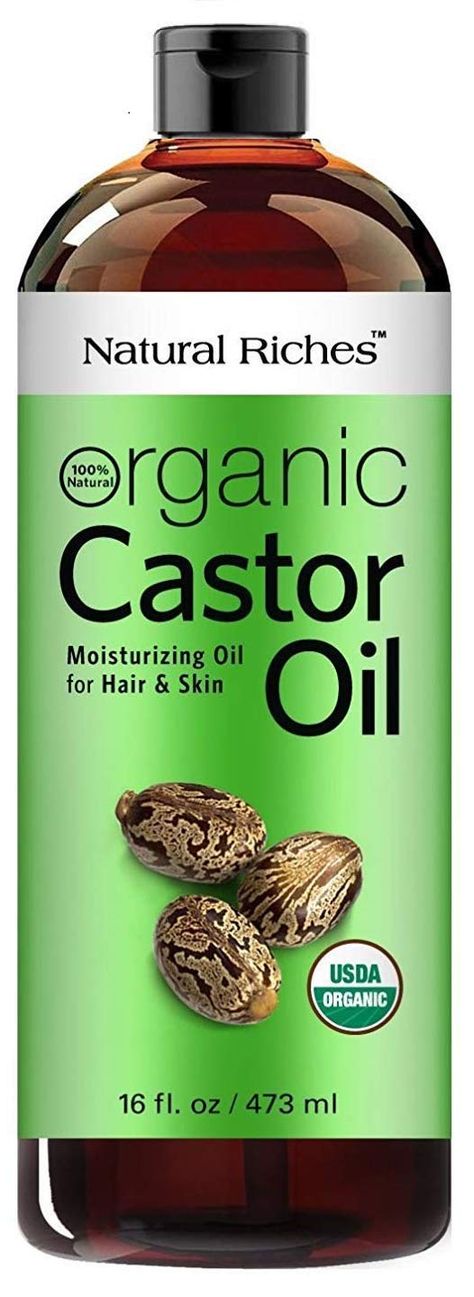 Natural Riches™
100%
Natural
Organic
Castor
Oil
Moisturizing Oil
for Hair & Skin
USDA
ORGANIC
16 fl. oz / 473 ml